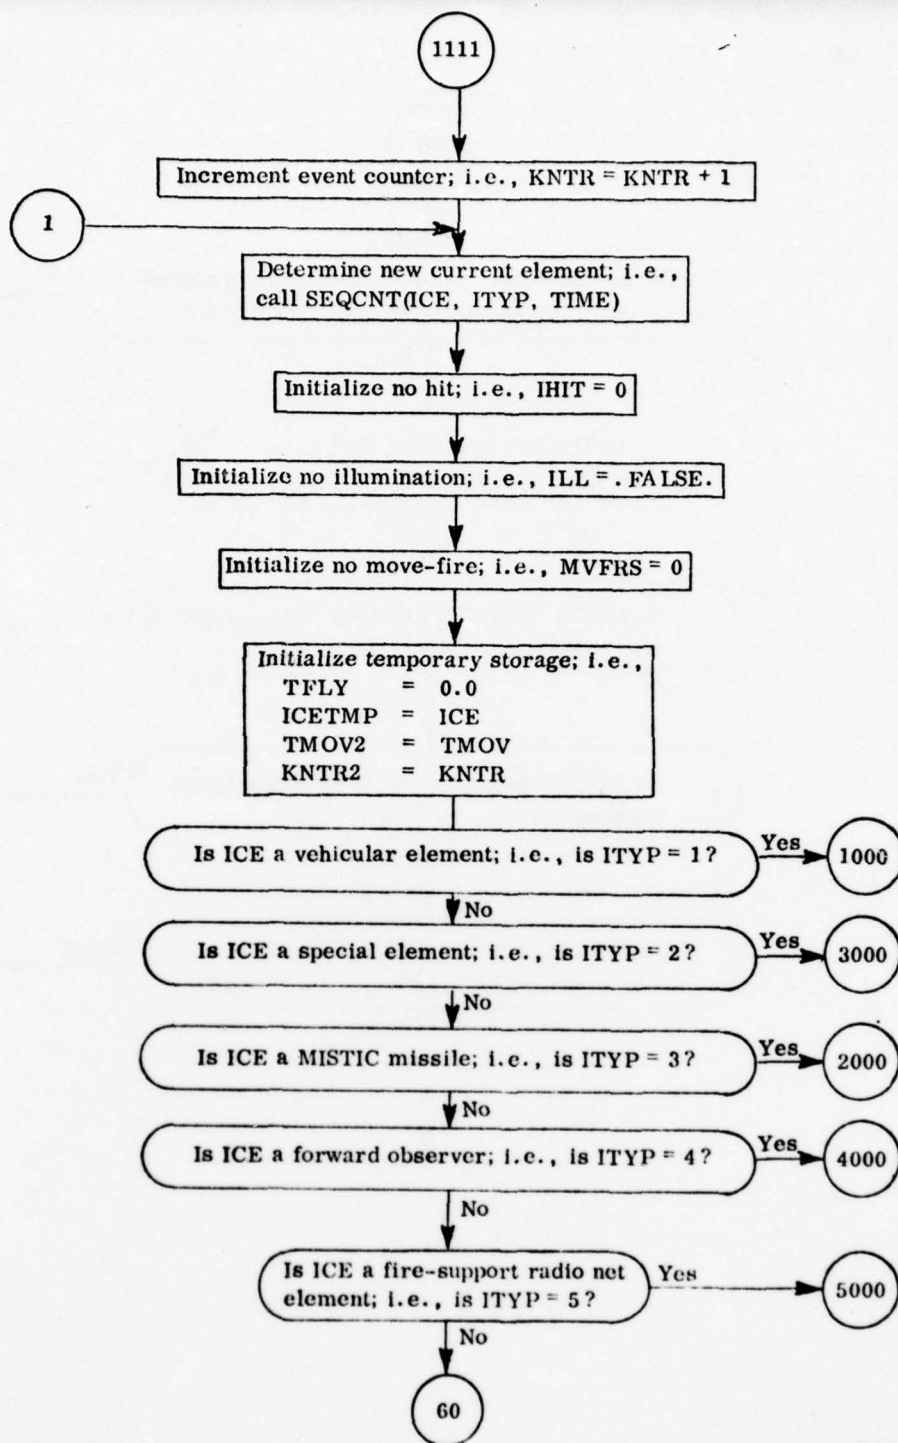 1111
Increment event counter; i.e., KNTR = KNTR + 1
1
Determine new current element; i.e.,
call SEQCNT(ICE, ITYP, TIME)
Initialize no hit; i.e., IHIT = 0
Initialize no illumination; i.e., ILL = .FALSE.
Initialize no move-fire; i.e., MVFRS = 0
Initialize temporary storage; i.e.,
TFLY = 0.0
ICETMP = ICE
TMOV2 = TMOV
KNTR2 = KNTR
Is ICE a vehicular element; i.e., is ITYP = 1?
Yes
1000
No
Is ICE a special element; i.e., is ITYP = 2?
Yes
3000
No
Is ICE a MISTIC missile; i.e., is ITYP = 3?
Yes
2000
No
Is ICE a forward observer; i.e., is ITYP = 4?
Yes
4000
No
Is ICE a fire-support radio net
element; i.e., is ITYP = 5?
Yes
5000
No
60